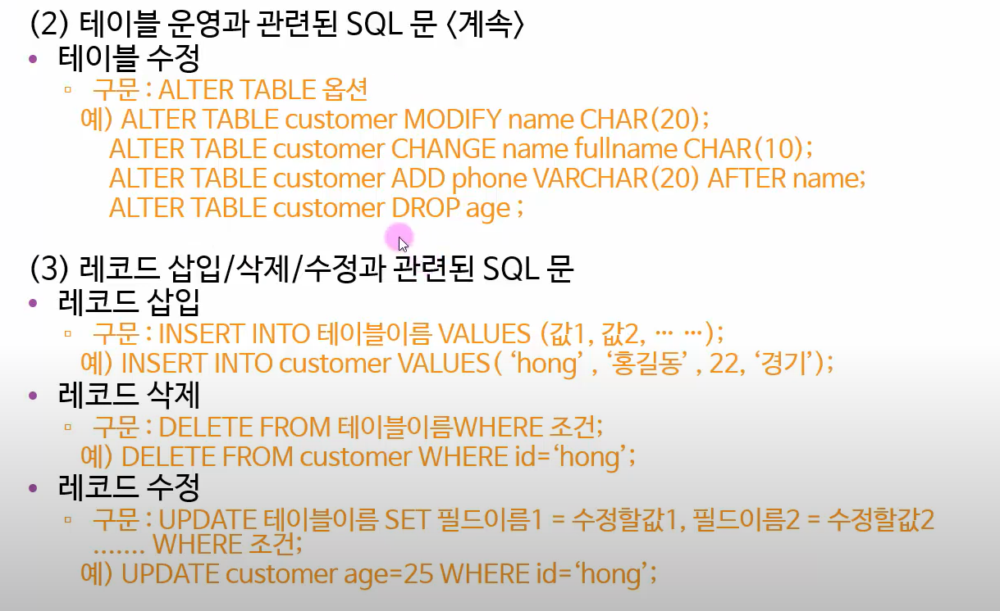 (2) 테이블 운영과 관련된 SQL 문 〈계속〉
• 테이블 수정
▫ 구문 : ALTER TABLE 옵션
예) ALTER TABLE customer MODIFY name CHAR(20);
ALTER TABLE customer CHANGE name fullname CHAR(10);
ALTER TABLE customer ADD phone VARCHAR(20) AFTER name;
ALTER TABLE customer DROP age ;
(3) 레코드 삽입/삭제/수정과 관련된 SQL 문
• 레코드 삽입
▫ 구문 : INSERT INTO 테이블이름 VALUES (값1, 값2, … …);
예) INSERT INTO customer VALUES( ‘hong’ , ‘홍길동’ , 22, ‘경기’);
• 레코드 삭제
▫ 구문 : DELETE FROM 테이블이름WHERE 조건;
예) DELETE FROM customer WHERE id=‘hong’;
• 레코드 수정
▫ 구문 : UPDATE 테이블이름 SET 필드이름1 = 수정할값1, 필드이름2 = 수정할값2
....... WHERE 조건;
예) UPDATE customer age=25 WHERE id=‘hong’;